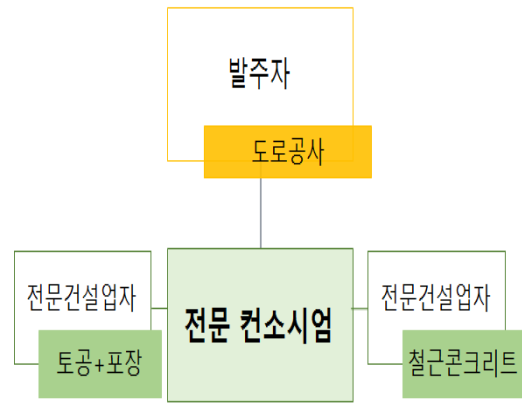 발주자
도로공사
전문건설업자
토공+포장
전문 컨소시엄
전문건설업자
철근콘크리트